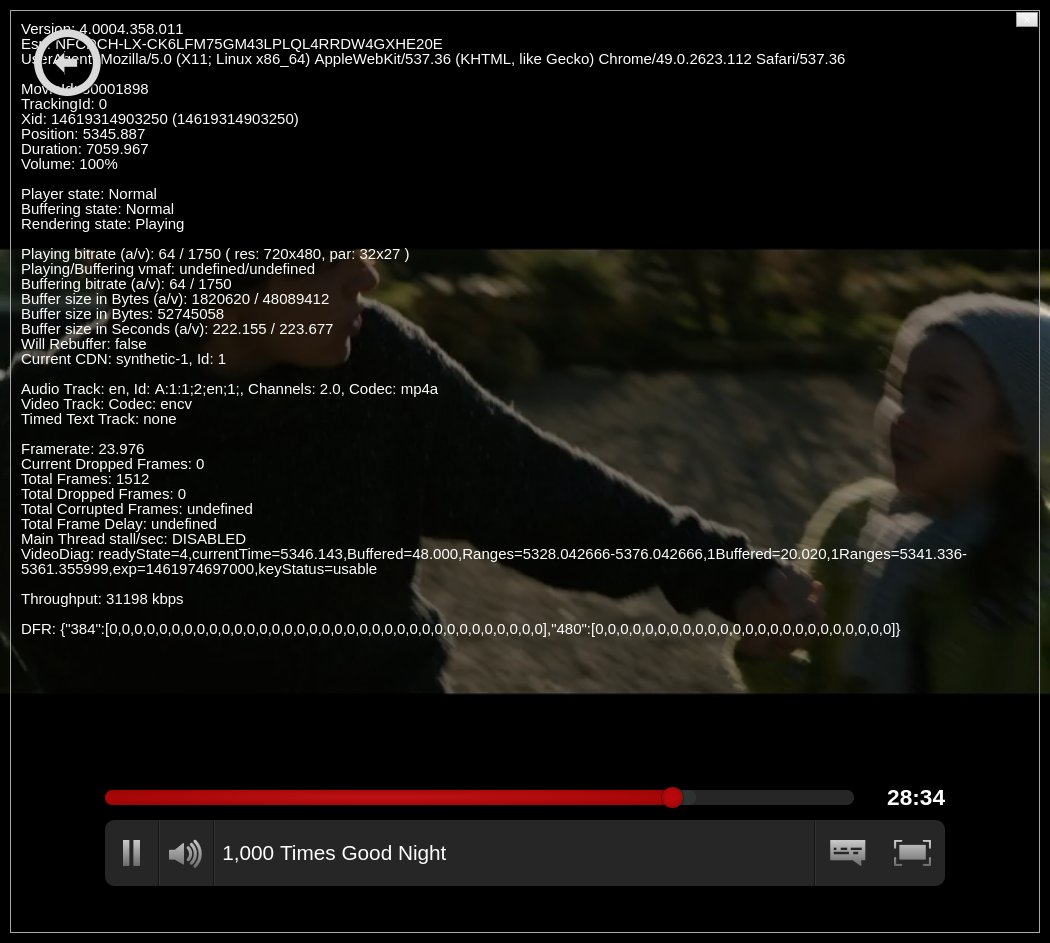 Version: 4.0004.358.011
Esn: NFCDCH-LX-CK6LFM75GM43LPLQL4RRDW4GXHE20E
UserAgent: Mozilla/5.0 (X11; Linux x86_64) AppleWebKit/537.36 (KHTML, like Gecko) Chrome/49.0.2623.112 Safari/537.36
MovieId: 80001898
TrackingId: 0
Xid: 14619314903250 (14619314903250)
Position: 5345.887
Duration: 7059.967
Volume: 100%
Player state: Normal
Buffering state: Normal
Rendering state: Playing
Playing bitrate (a/v): 64 / 1750 ( res: 720x480, par: 32x27 )
Playing/Buffering vmaf: undefined/undefined
Buffering bitrate (a/v): 64 / 1750
Buffer size in Bytes (a/v): 1820620 / 48089412
Buffer size in Bytes: 52745058
Buffer size in Seconds (a/v): 222.155 / 223.677
Will Rebuffer: false
Current CDN: synthetic-1, Id: 1
Audio Track: en, Id: A:1:1;2;en;1;, Channels: 2.0, Codec: mp4a
Video Track: Codec: encv
Timed Text Track: none
Framerate: 23.976
Current Dropped Frames: 0
Total Frames: 1512
Total Dropped Frames: 0
Total Corrupted Frames: undefined
Total Frame Delay: undefined
Main Thread stall/sec: DISABLED
VideoDiag: readyState=4,currentTime=5346.143,Buffered=48.000,Ranges=5328.042666-5376.042666,1Buffered=20.020,1Ranges=5341.336-
5361.355999,exp=1461974697000,keyStatus=usable
Throughput: 31198 kbps
DFR: {"384":[0,0,0,0,0,0,0,0,0,0,0,0,0,0,0,0,0,0,0,0,0,0,0,0,0,0,0,0,0,0,0,0,0,0,0],"480":[0,0,0,0,0,0,0,0,0,0,0,0,0,0,0,0,0,0,0,0,0,0,0,0]}
28:34
1,000 Times Good Night